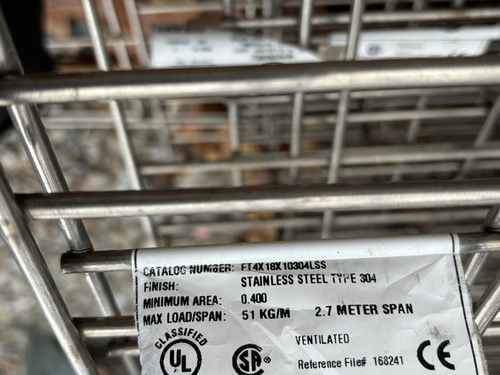 CATALOG NUMBER: FT4X18X10304LSS
FINISH: STAINLESS STEEL TYPE 304
MINIMUM AREA: 0.400
MAX LOAD/SPAN: 51 KG/M 2.7 METER SPAN
CLASSIFIED
UL SA VENTILATED
Reference File# 168241 CE